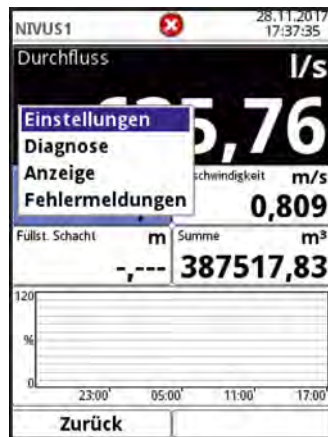 NIVUS1
28.11.2017
17:37:35
Durchfluss
l/s
5,76
Einstellungen
Diagnose
Anzeige
Fehlermeldungen
schwindigkeit m/s
0,809
Füllst. Schacht m
-,---
Summe m³
387517,83
120
%
0
23:00 05:00 11:00 17:00
Zurück